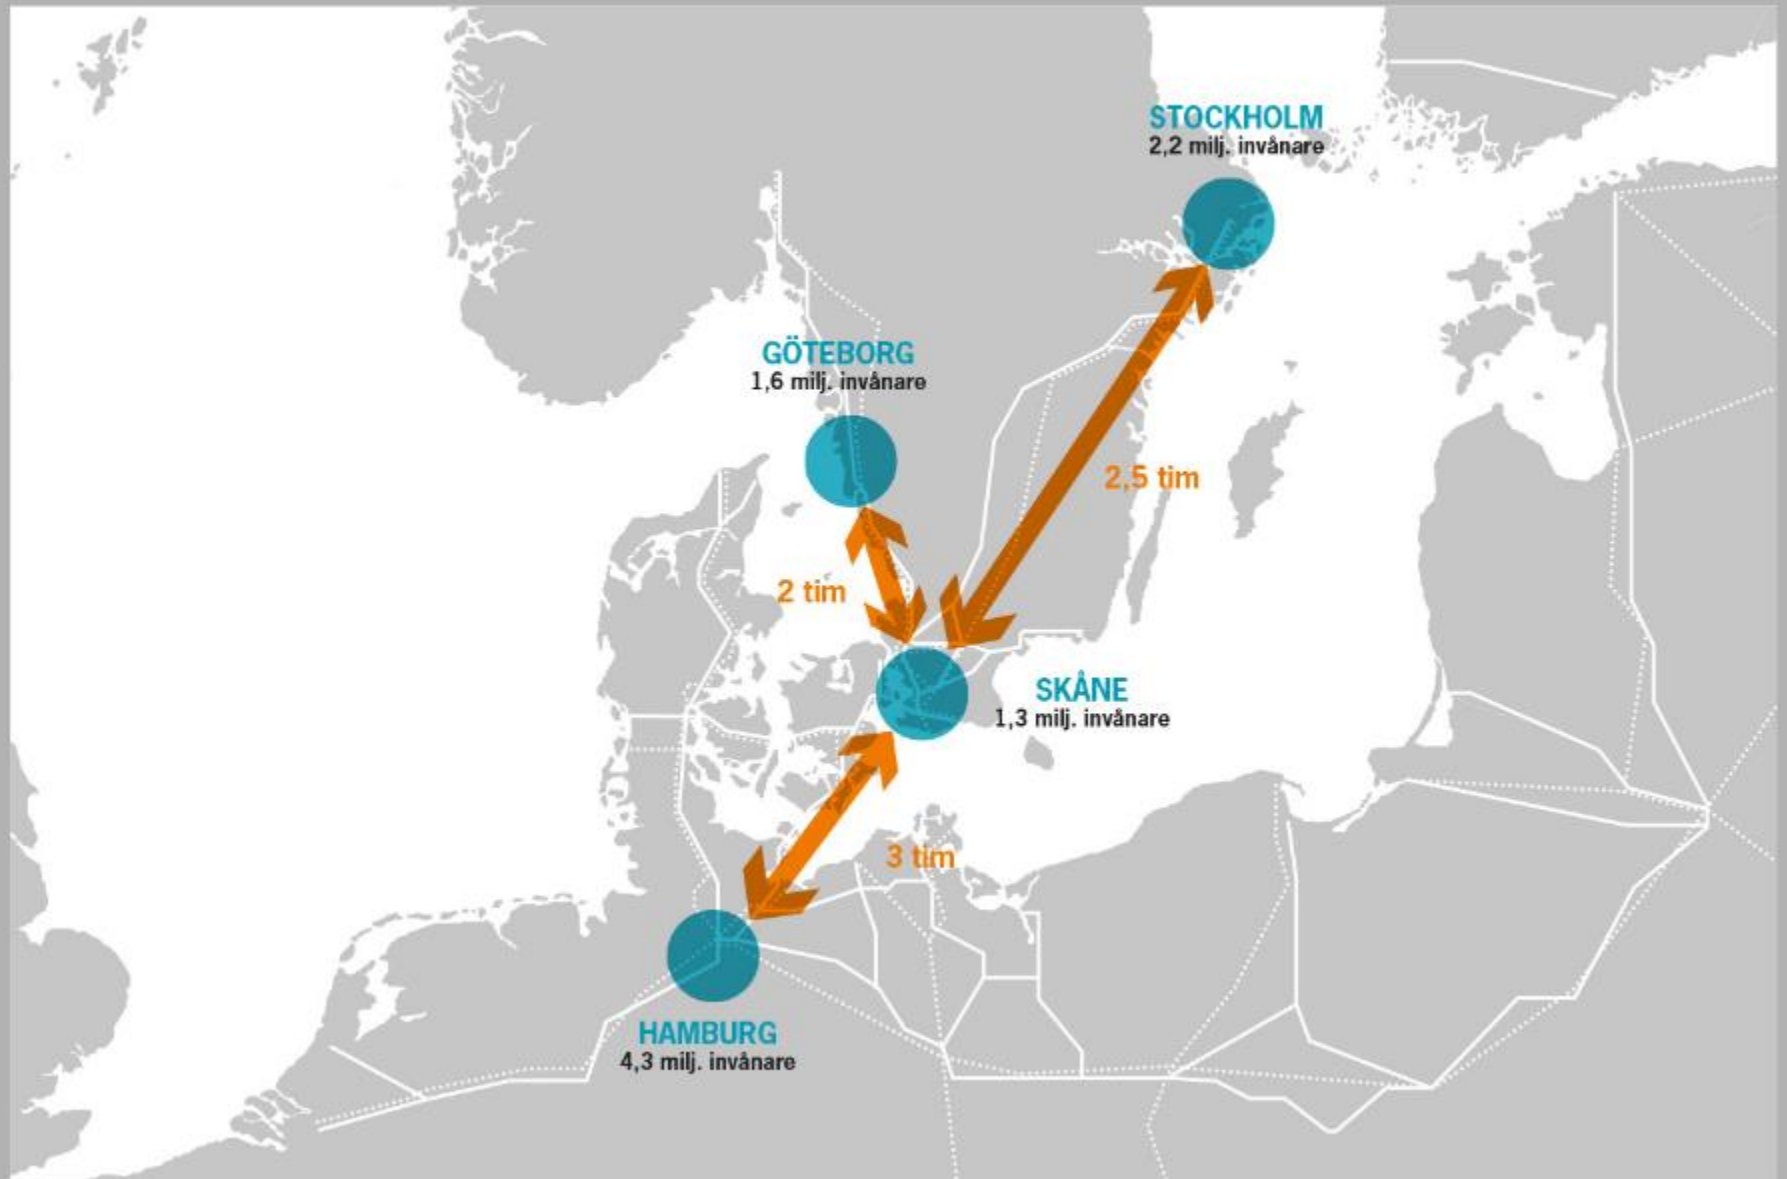 STOCKHOLM
2,2 milj. invånare
GÖTEBORG
1,6 milj. invånare
2,5 tim
2 tim
SKÅNE
1,3 milj. invånare
3 tim
HAMBURG
4,3 milj. invånare